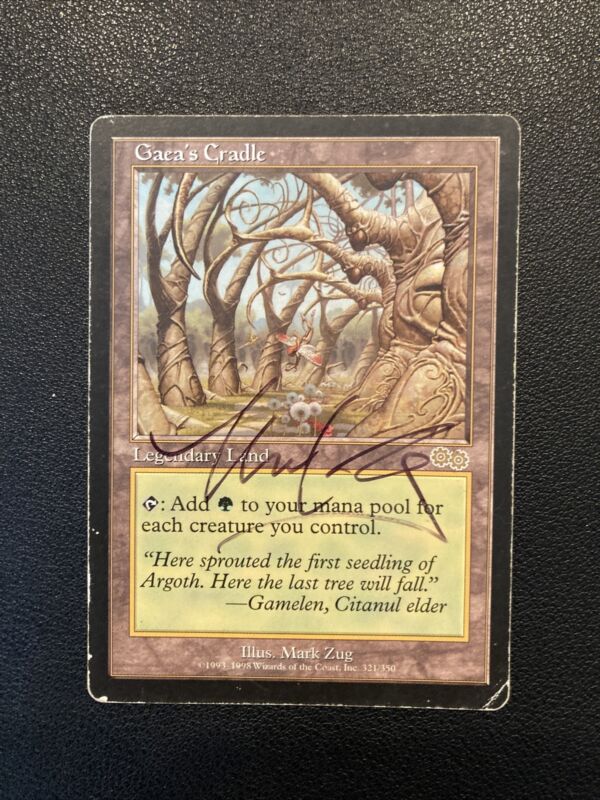 Gaea's Cradle
Legendary Land
: Add to your mana pool for
each creature you control.
“Here sprouted the first seedling of
Argoth. Here the last tree will fall.”
—Gamelen, Citanul elder
Illus. Mark Zug
©1993-1998 Wizards of the Coast, Inc. 321/350